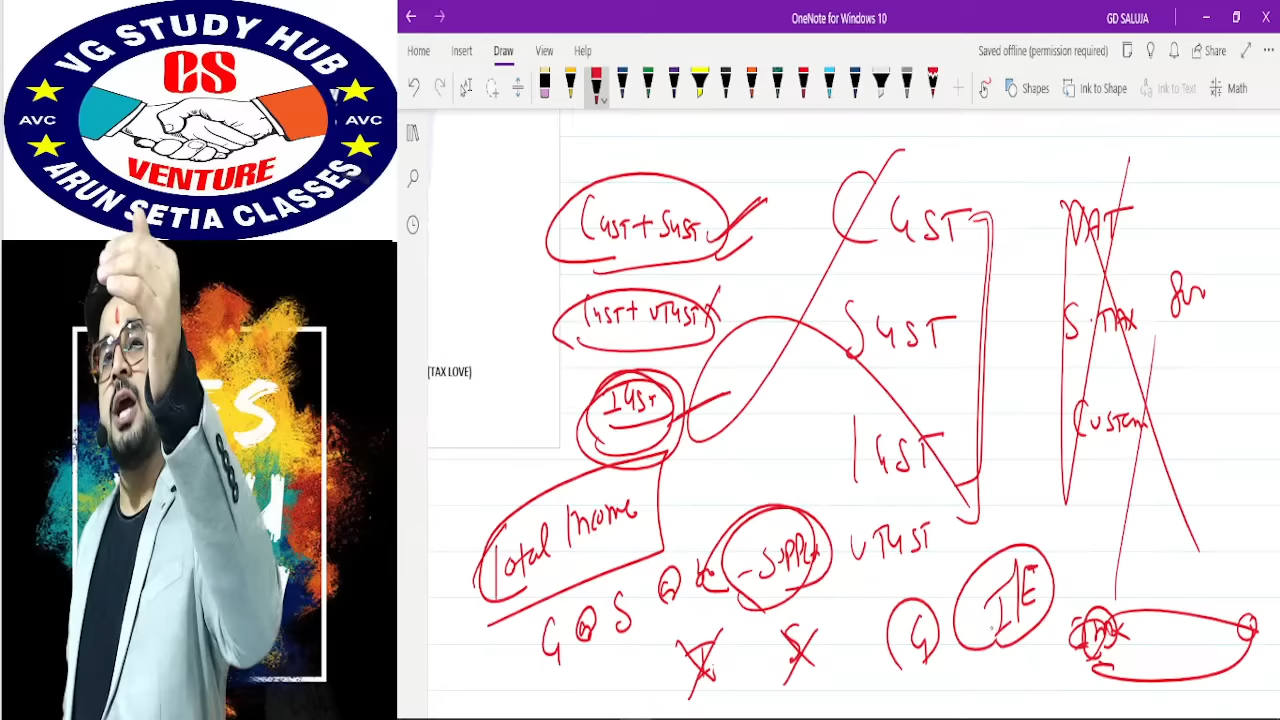 VG STUDY HUB
CS
AVC
AVC
VENTURE
ARUN SETIA CLASSES
OneNote for Windows 10
GD SALUJA
Home
Insert
Draw
View
Help
Saved offline (permission required)
Share
Shapes
Ink to Shape
Ink to Text
Math
(TAX LOVE)
CGST + SGST
CGST + UTGST
IGST
Total Income
CGST
SGST
IGST
UTGST
VAT
S. TAX
Custom
SUPPLY
G or S
G
I/E